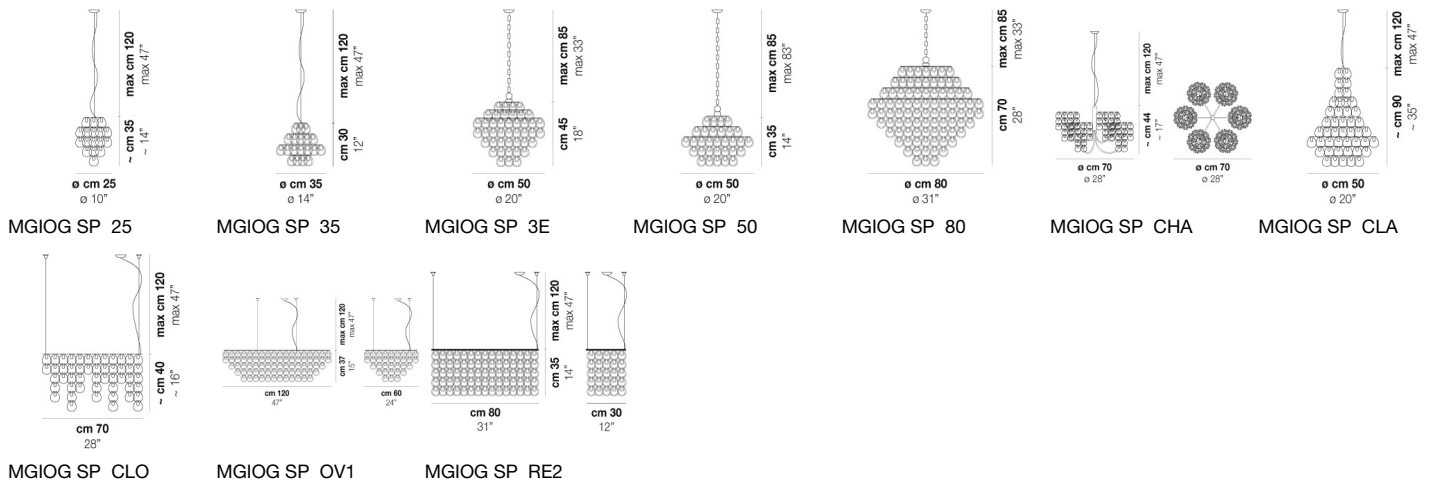 max cm 120
max 47"
~ cm 35
~ 14"
ø cm 25
ø 10"
MGIOG SP 25
max cm 120
max 47"
cm 30
12"
ø cm 35
ø 14"
MGIOG SP 35
max cm 85
max 33"
cm 45
18"
ø cm 50
ø 20"
MGIOG SP 3E
max cm 85
max 83"
cm 35
14"
ø cm 50
ø 20"
MGIOG SP 50
max cm 85
max 33"
cm 70
28"
ø cm 80
ø 31"
MGIOG SP 80
max cm 120
max 47"
~ cm 44
~ 17"
ø cm 70
ø 28"
ø cm 70
ø 28"
MGIOG SP CHA
max cm 120
max 47"
~ cm 90
~ 35"
ø cm 50
ø 20"
MGIOG SP CLA
max cm 120
max 47"
~ cm 40
~ 16"
cm 70
28"
MGIOG SP CLO
max cm 120
max 47"
cm 37
15"
cm 120
47"
cm 60
24"
MGIOG SP OV1
max cm 120
max 47"
cm 35
14"
cm 80
31"
cm 30
12"
MGIOG SP RE2